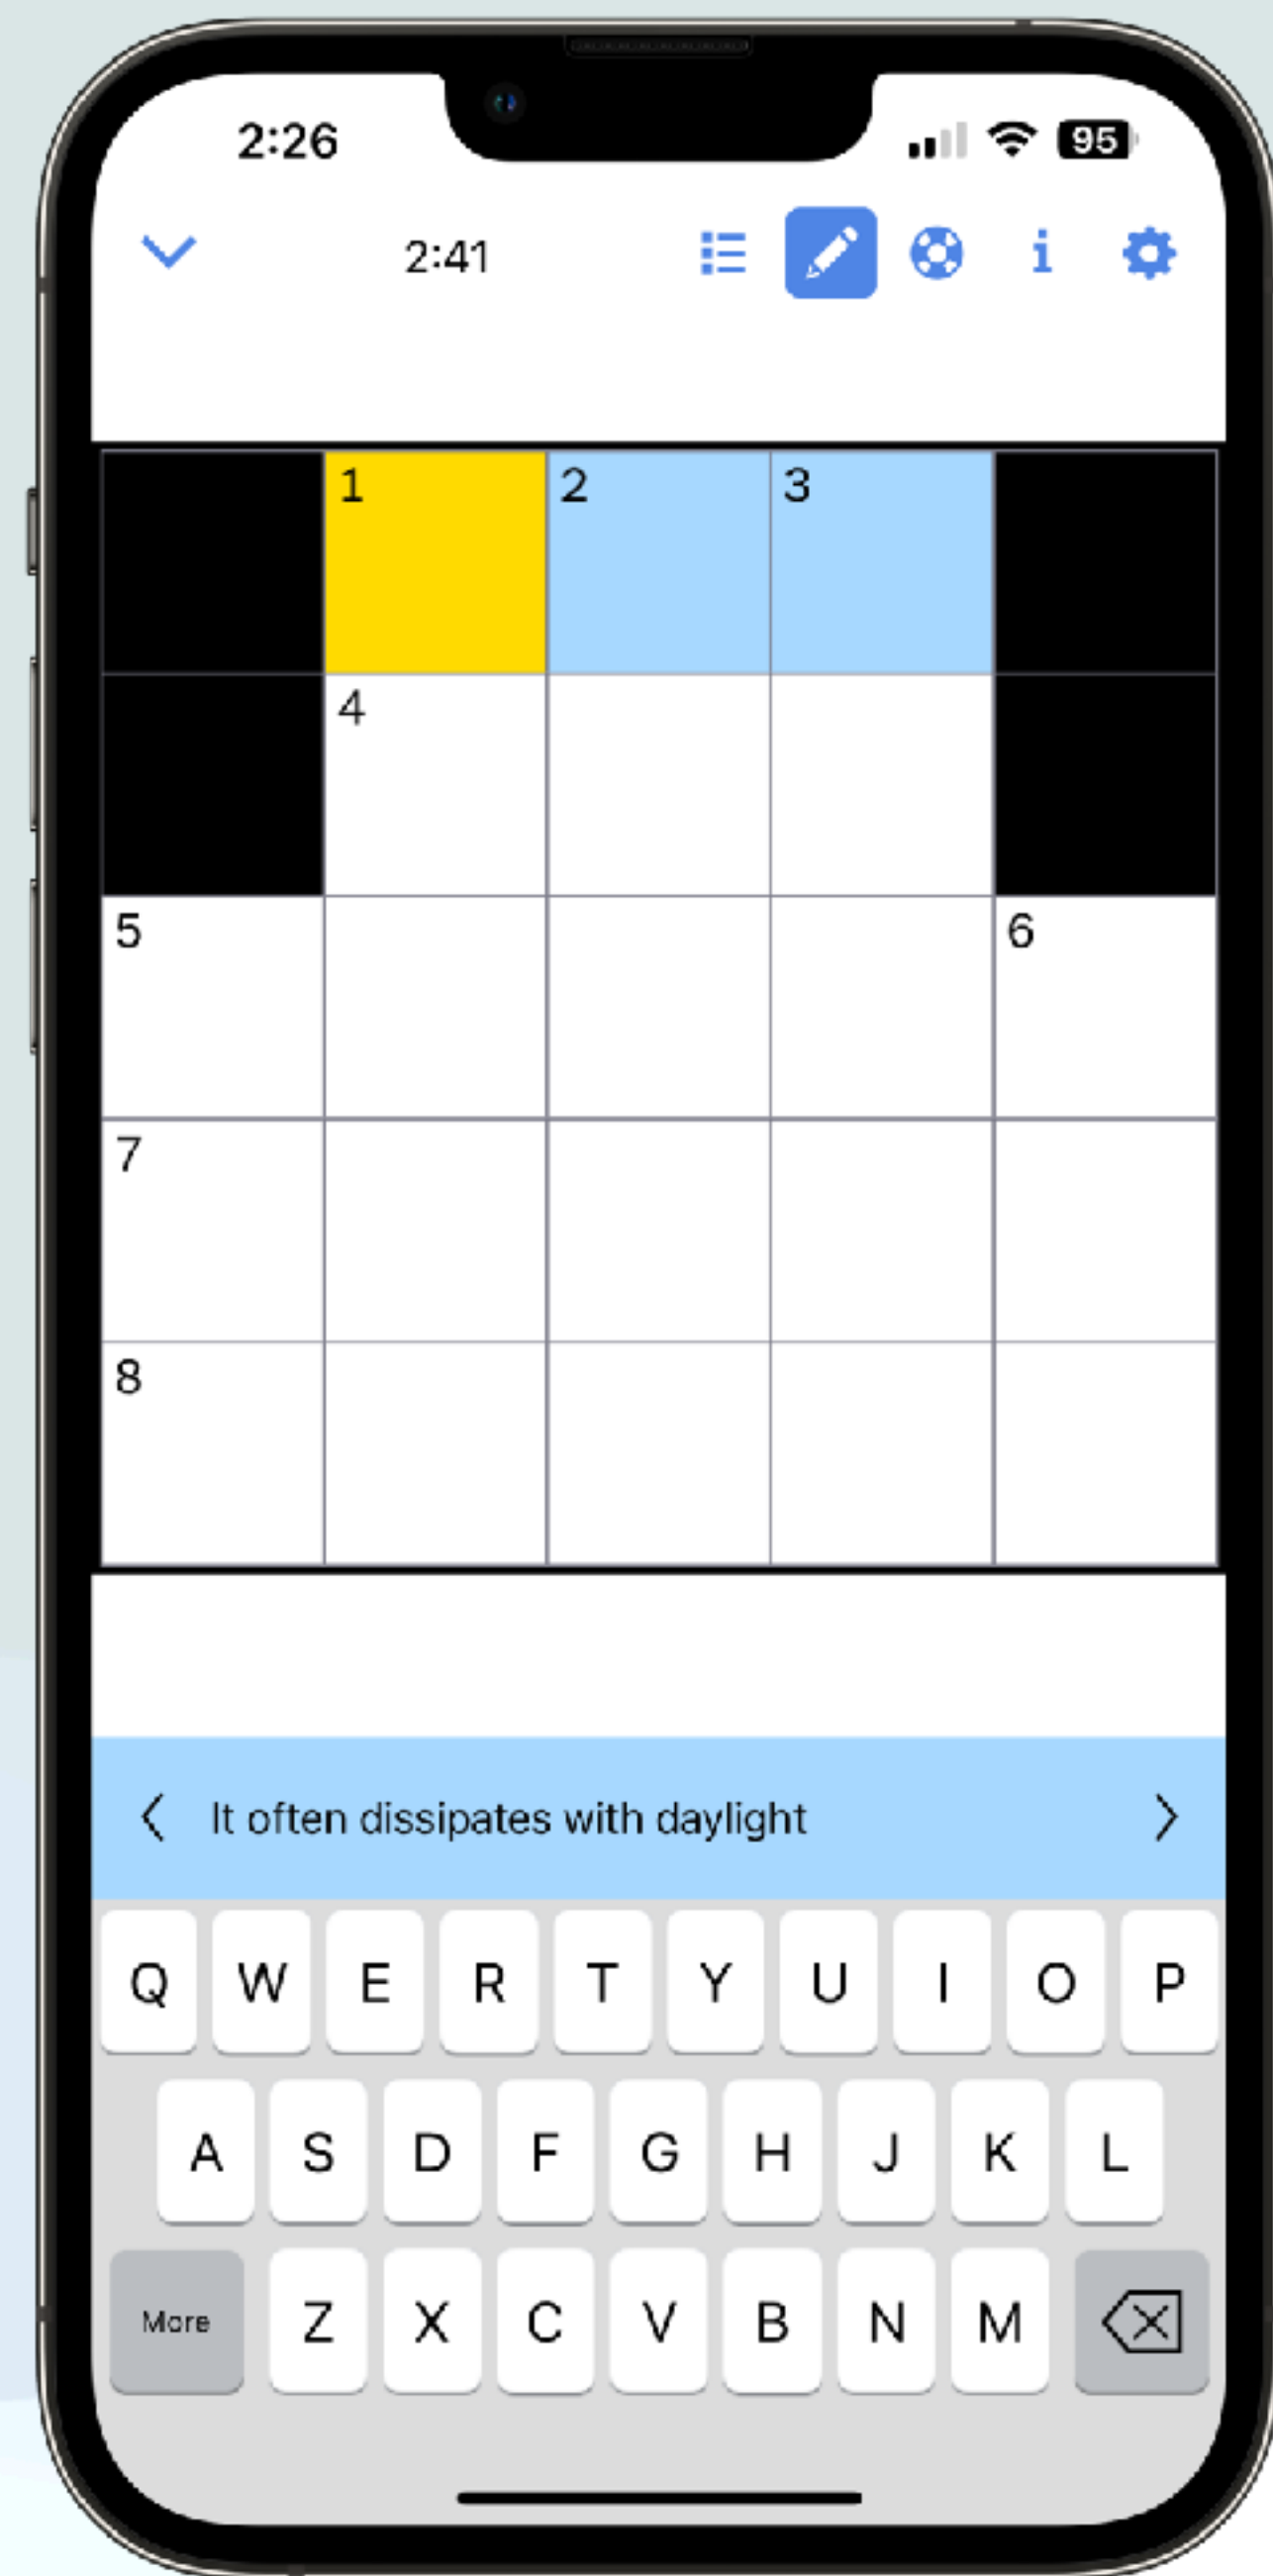 2:26 95
2:41 i
1 2 3
4
5 6
7
8
It often dissipates with daylight
Q W E R T Y U I O P
A S D F G H J K L
More Z X C V B N M